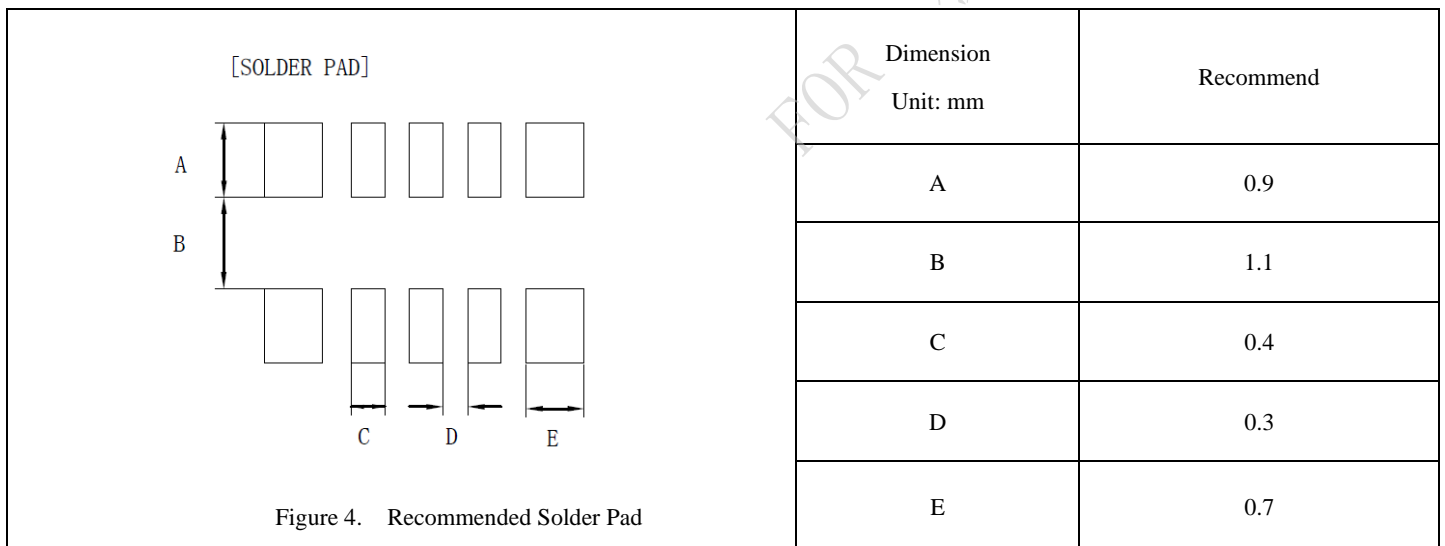 [SOLDER PAD]
A
B
C D E
Figure 4. Recommended Solder Pad
Dimension
Unit: mm
Recommend
A 0.9
B 1.1
C 0.4
D 0.3
E 0.7
FOR